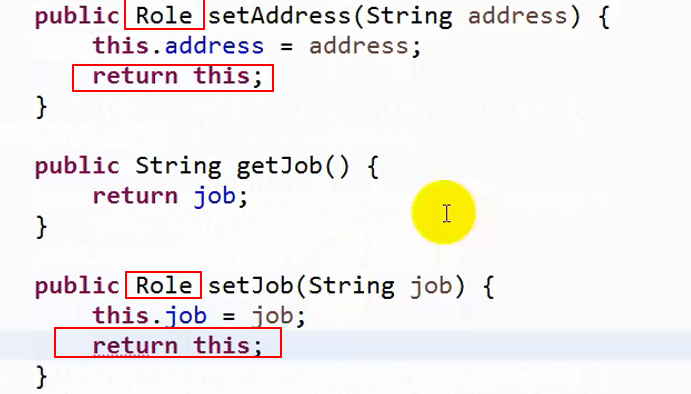 public Role setAddress(String address) {
this.address = address;
return this;
}
public String getJob() {
return job;
}
public Role setJob(String job) {
this.job = job;
return this;
}